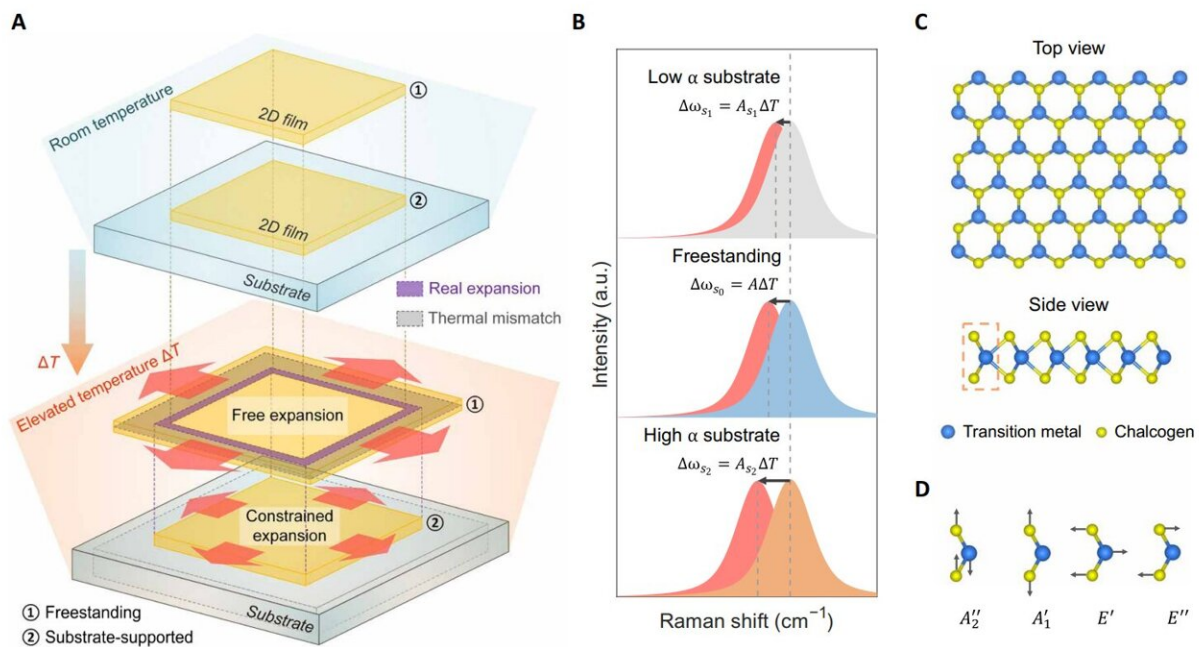 A
Room temperature
2D film
①
2D film
②
Substrate
Real expansion
Thermal mismatch
ΔT
Elevated temperature ΔT
Free expansion
①
Constrained expansion
②
Substrate
① Freestanding
② Substrate-supported
B
Intensity (a.u.)
Low α substrate
Δω_{s_1} = A_{s_1}ΔT
Freestanding
Δω_{s_0} = AΔT
High α substrate
Δω_{s_2} = A_{s_2}ΔT
Raman shift (cm⁻¹)
C
Top view
Side view
Transition metal
Chalcogen
D
A₂″ A₁′ E′ E″